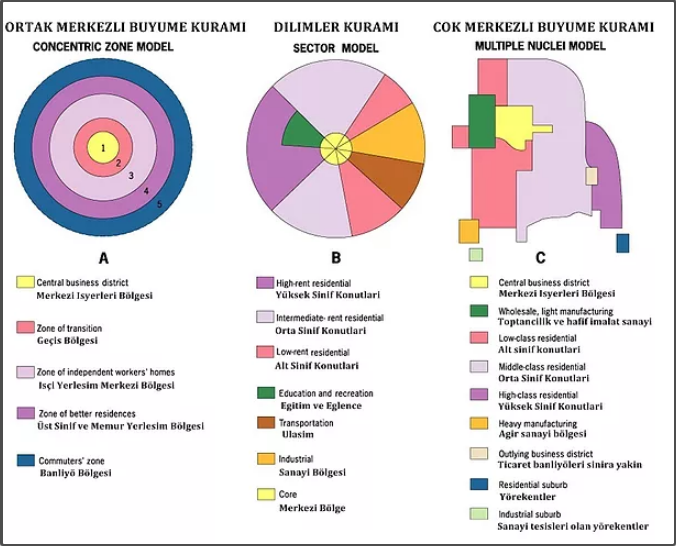 ORTAK MERKEZLI BUYUME KURAMI
CONCENTRIC ZONE MODEL
1
2
3
4
5
A
Central business district
Merkezi Isyerleri Bölgesi
Zone of transition
Geçis Bölgesi
Zone of independent workers' homes
Isçi Yerlesim Merkezi Bölgesi
Zone of better residences
Üst Sinif ve Memur Yerlesim Bölgesi
Commuters' zone
Banliyö Bölgesi
DILIMLER KURAMI
SECTOR MODEL
B
High-rent residential
Yüksek Sinif Konutlari
Intermediate- rent residential
Orta Sinif Konutlari
Low-rent residential
Alt Sinif Konutlari
Education and recreation
Egitim ve Eglence
Transportation
Ulasim
Industrial
Sanayi Bölgesi
Core
Merkezi Bölge
COK MERKEZLI BUYUME KURAMI
MULTIPLE NUCLEI MODEL
C
Central business district
Merkezi Isyerleri Bölgesi
Wholesale, light manufacturing
Toptancilik ve hafif imalat sanayi
Low-class residential
Alt sinif konutlari
Middle-class residential
Orta Sinif Konutlari
High-class residential
Yüksek Sinif Konutlari
Heavy manufacturing
Agir sanayi bölgesi
Outlying business district
Ticaret banliyöleri sinira yakin
Residential suburb
Yörekentler
Industrial suburb
Sanayi tesisleri olan yörekentler